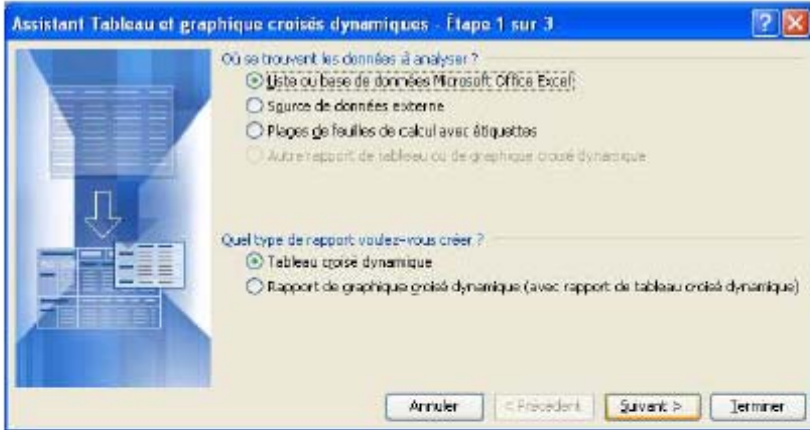 Assistant Tableau et graphique croisés dynamiques - Étape 1 sur 3
Où se trouvent les données à analyser ?
Liste ou base de données Microsoft Office Excel
Source de données externe
Plages de feuilles de calcul avec étiquettes
Autre rapport de tableau ou de graphique croisé dynamique
Quel type de rapport voulez-vous créer ?
Tableau croisé dynamique
Rapport de graphique croisé dynamique (avec rapport de tableau croisé dynamique)
Annuler < Précédent Suivant > Terminer